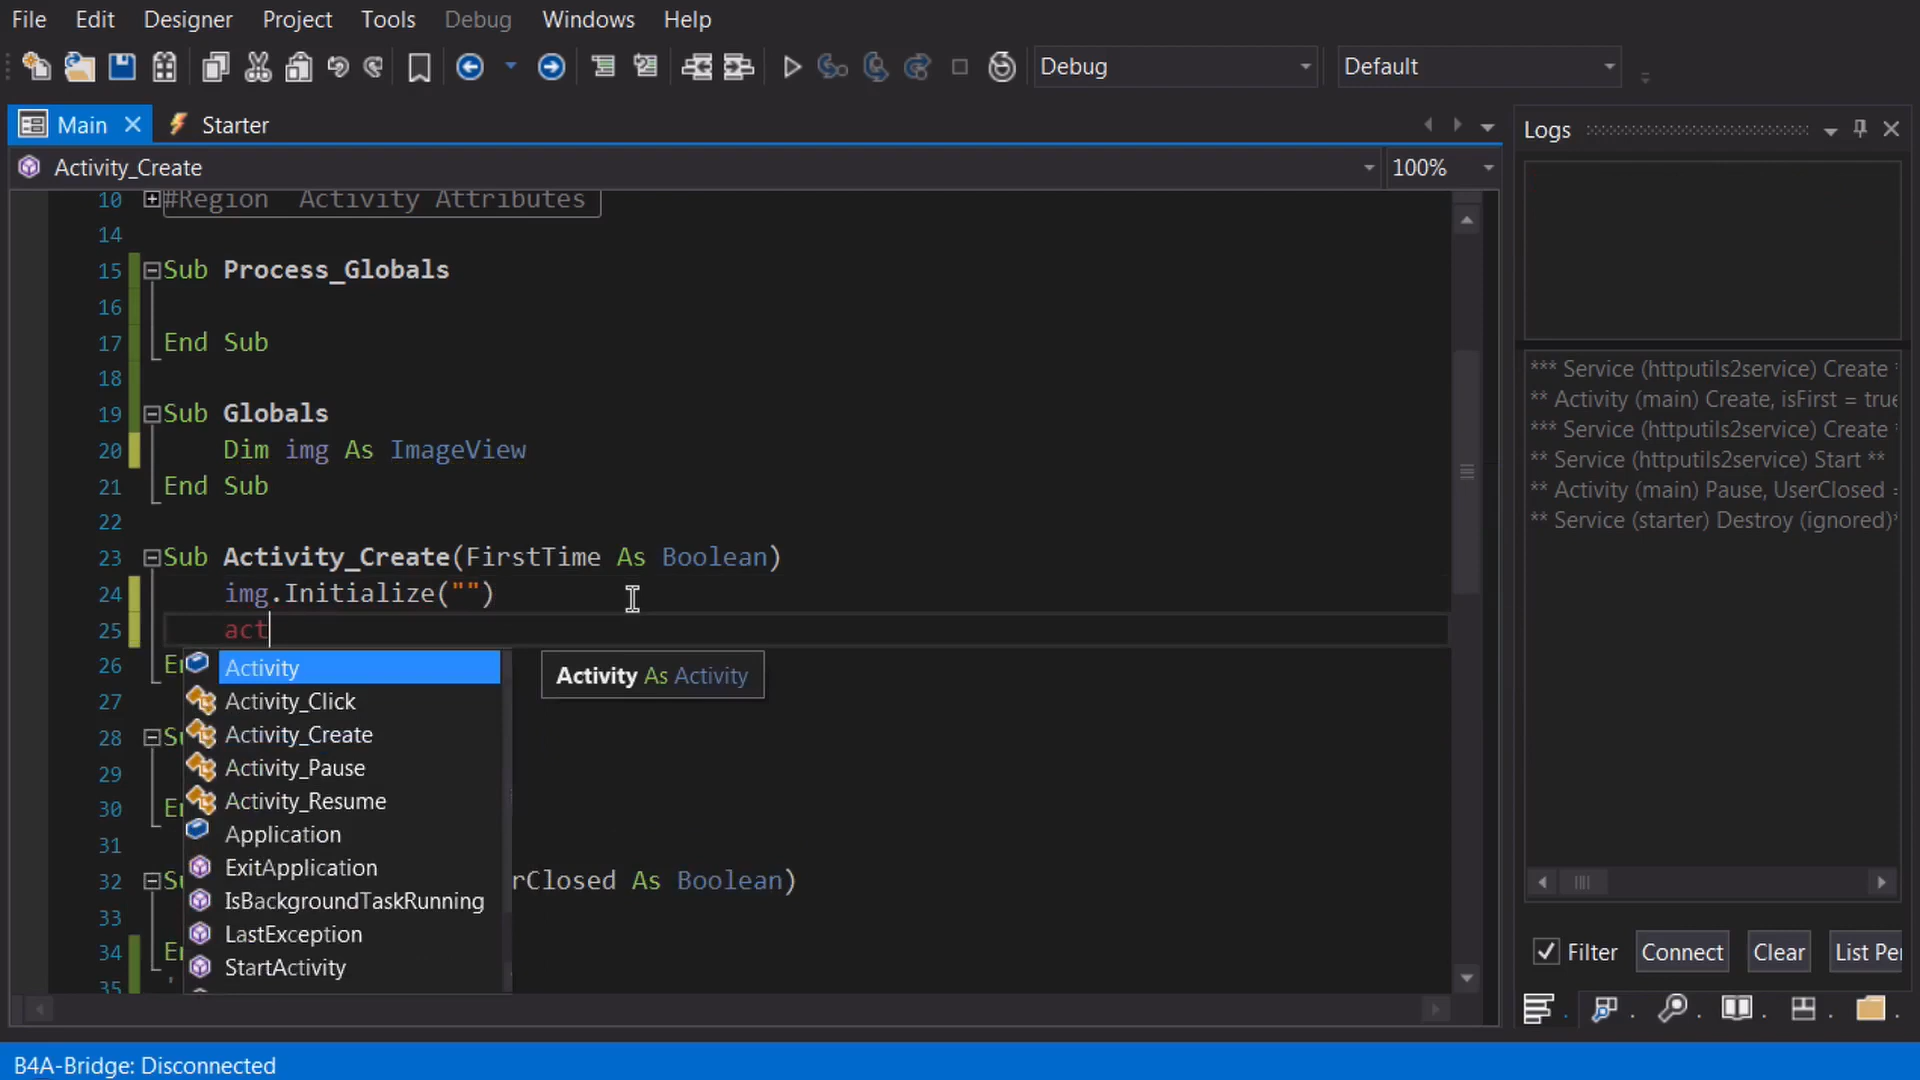 File Edit Designer Project Tools Debug Windows Help
Debug Default
Main Starter
Activity_Create 100%
10 #Region Activity Attributes
14
15 Sub Process_Globals
16
17 End Sub
18
19 Sub Globals
20 Dim img As ImageView
21 End Sub
22
23 Sub Activity_Create(FirstTime As Boolean)
24 img.Initialize("")
25 act
26
27
28
29
30
31
32 rClosed As Boolean)
33
34
35
Activity
Activity_Click
Activity_Create
Activity_Pause
Activity_Resume
Application
ExitApplication
IsBackgroundTaskRunning
LastException
StartActivity
Activity As Activity
Logs
*** Service (httputils2service) Create *
** Activity (main) Create, isFirst = true
*** Service (httputils2service) Create *
** Service (httputils2service) Start **
** Activity (main) Pause, UserClosed =
** Service (starter) Destroy (ignored)*
Filter Connect Clear List Per
B4A-Bridge: Disconnected